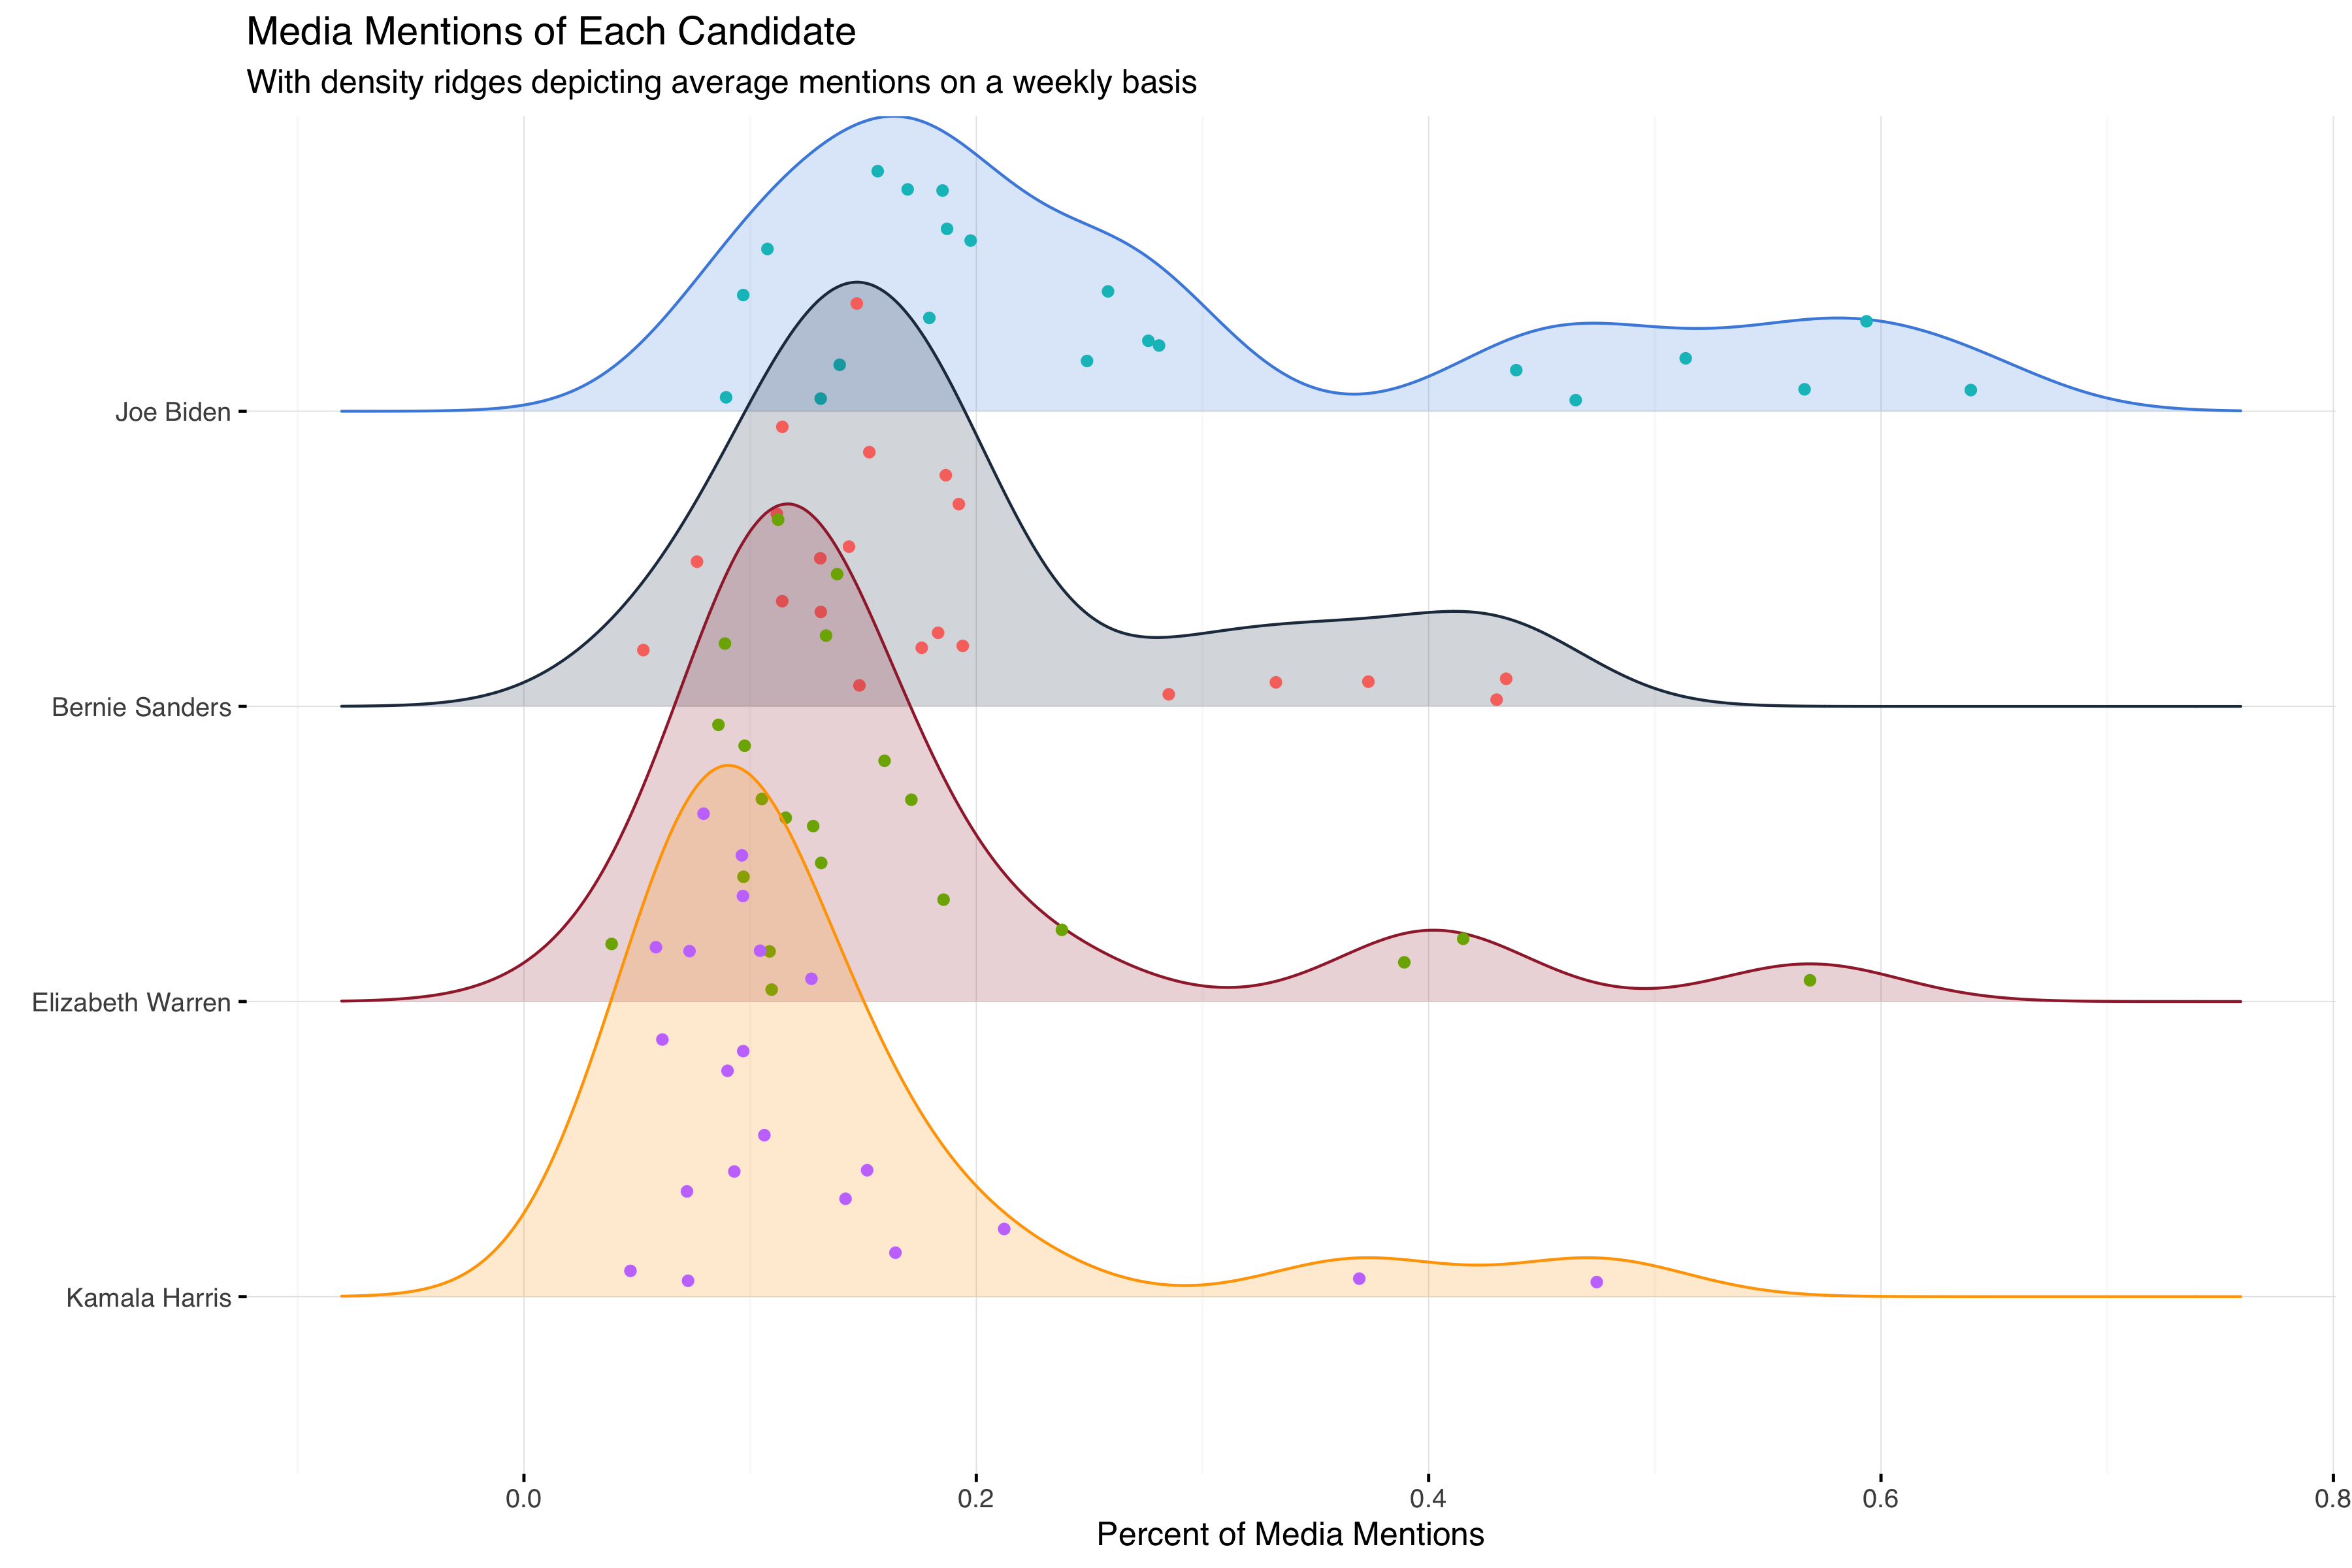 Media Mentions of Each Candidate
With density ridges depicting average mentions on a weekly basis
Joe Biden
Bernie Sanders
Elizabeth Warren
Kamala Harris
0.0 0.2 0.4 0.6 0.8
Percent of Media Mentions